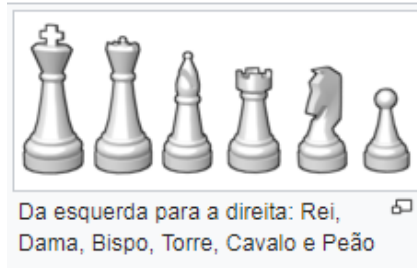 Da esquerda para a direita: Rei,
Dama, Bispo, Torre, Cavalo e Peão